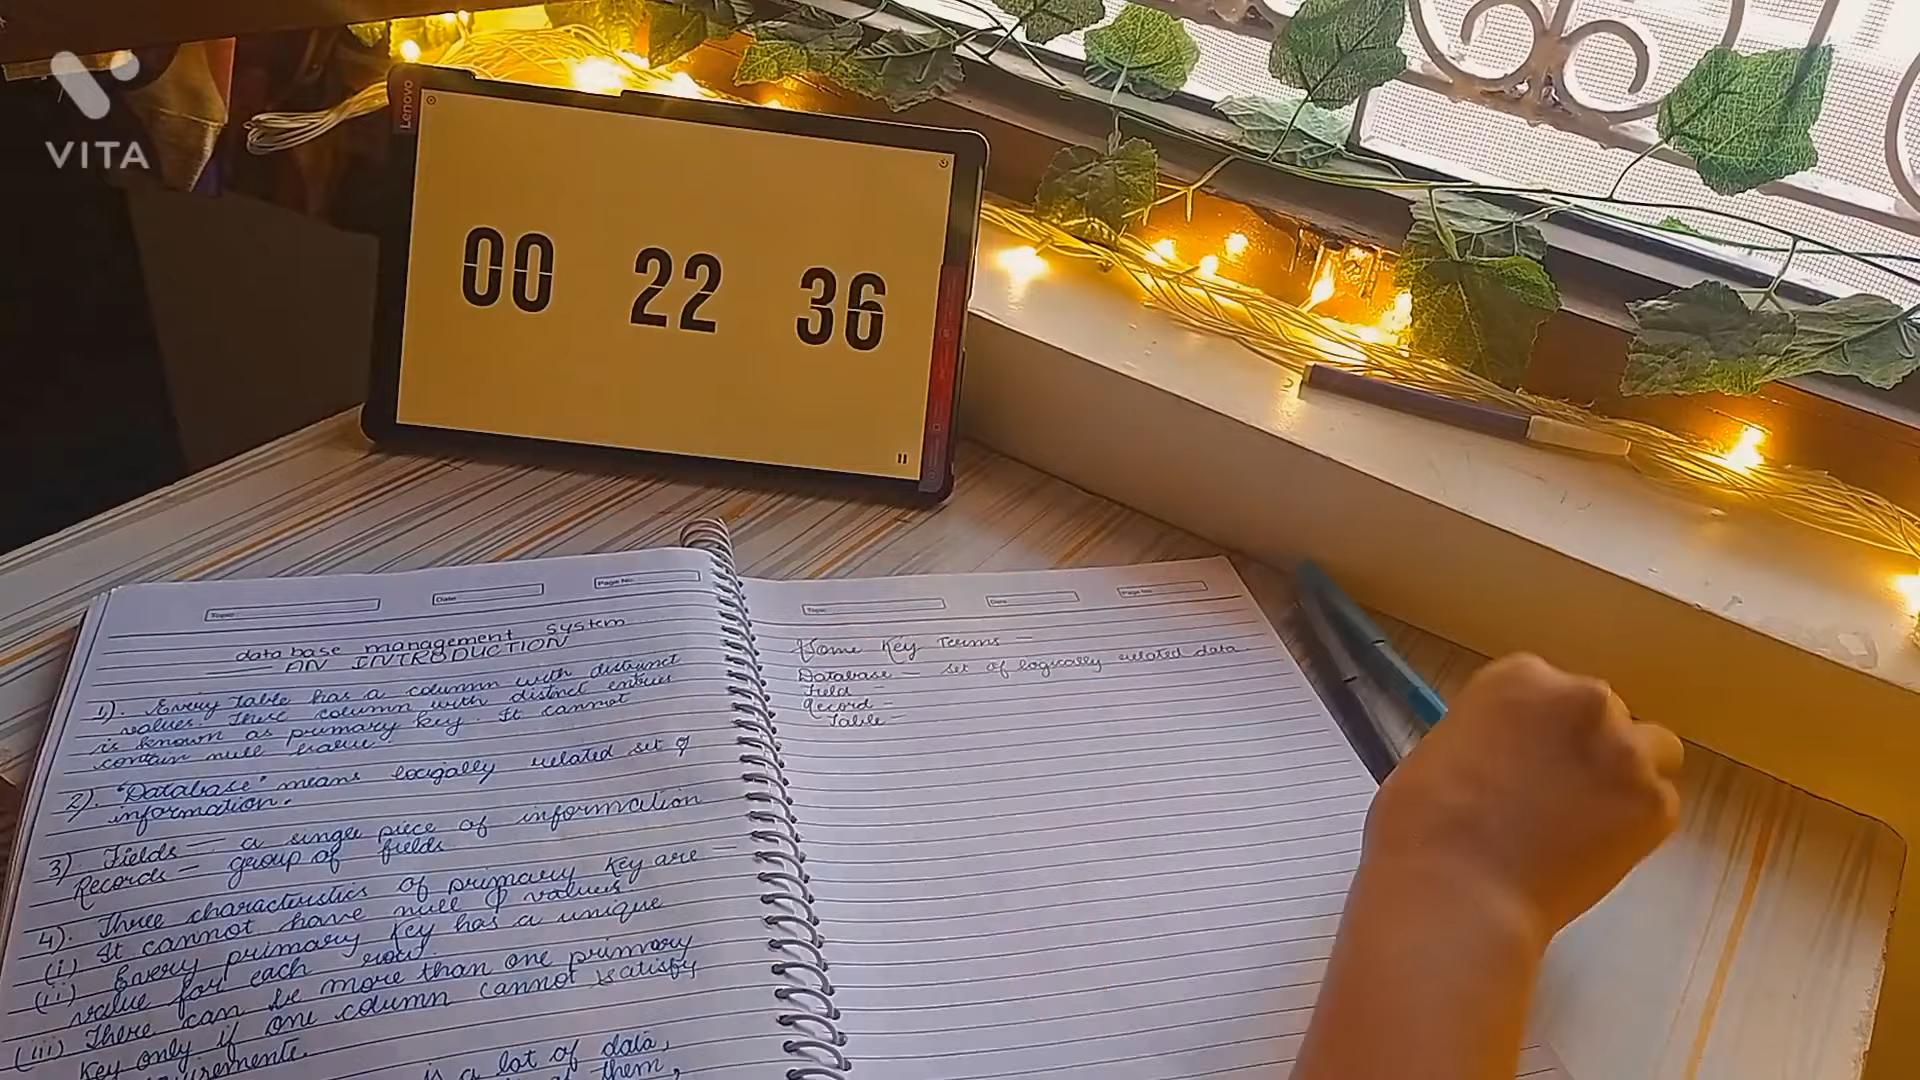 VITA
Lenovo
00 22 36
Topic:
Date:
Page No.
data base management system
AN INTRODUCTION
1). Every Table has a column with distinct
values. These column with distinct entries
is known as primary key. It cannot
contain null value.
2). "Database" means locigally related set of
information.
3) Fields - a single piece of information
Records - group of fields
4). Three characteristics of primary key are -
(i) It cannot have null values
(ii) Every primary key has a unique
value for each row.
(iii) There can be more than one primary
key only if one column cannot satisfy
is a lot of data,
them,
Topic:
Date:
Page No.
Some Key Terms -
Database - set of logically related data.
Field -
Record -
Table -